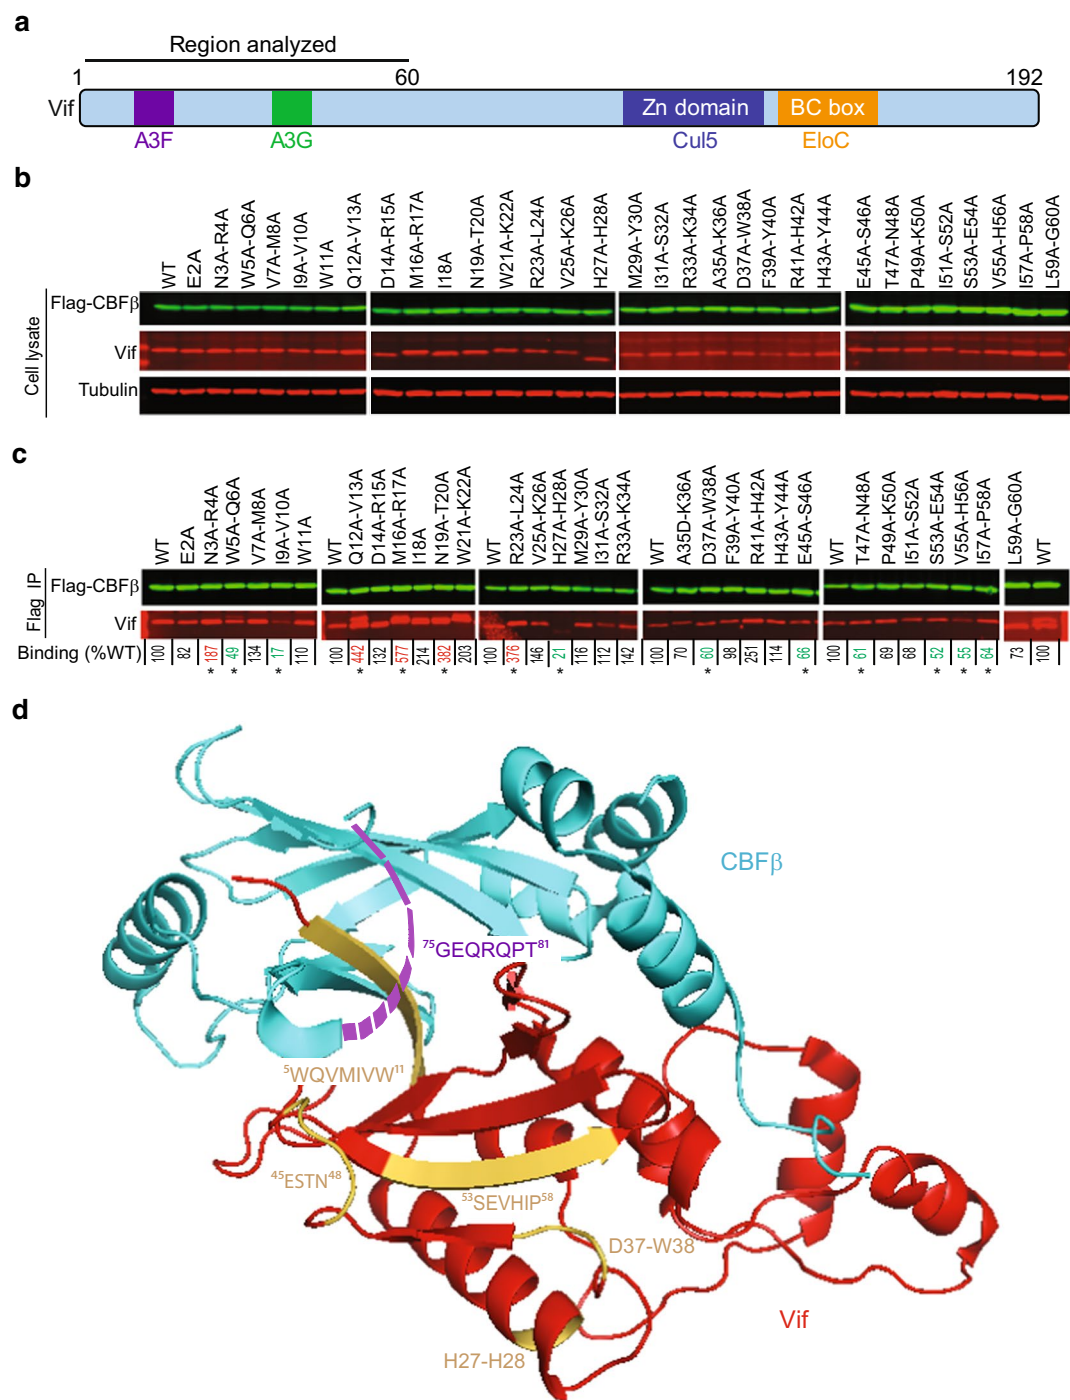 a
Region analyzed
1 60 192
Vif Zn domain BC box
A3F A3G Cul5 EloC
b
WT E2A N3A-R4A W5A-Q6A V7A-M8A I9A-V10A W11A Q12A-V13A D14A-R15A M16A-R17A I18A N19A-T20A W21A-K22A R23A-L24A V25A-K26A H27A-H28A M29A-Y30A I31A-S32A R33A-K34A A35A-K36A D37A-W38A F39A-Y40A R41A-H42A H43A-Y44A E45A-S46A T47A-N48A P49A-K50A I51A-S52A S53A-E54A V55A-H56A I57A-P58A L59A-G60A
Cell lysate
Flag-CBFβ
Vif
Tubulin
c
WT E2A N3A-R4A W5A-Q6A V7A-M8A I9A-V10A W11A WT Q12A-V13A D14A-R15A M16A-R17A I18A N19A-T20A W21A-K22A WT R23A-L24A V25A-K26A H27A-H28A M29A-Y30A I31A-S32A R33A-K34A WT A35D-K36A D37A-W38A F39A-Y40A R41A-H42A H43A-Y44A E45A-S46A WT T47A-N48A P49A-K50A I51A-S52A S53A-E54A V55A-H56A I57A-P58A L59A-G60A WT
Flag IP
Flag-CBFβ
Vif
Binding (%WT) 100 82 187 49 134 17 110 100 442 132 577 214 382 203 100 376 146 21 116 112 142 100 70 60 98 251 114 66 100 61 69 68 52 55 64 73 100
* * * * * * * * * * * * * *
d
CBFβ
75GEQRQPT81
5WQVMIVW11
45ESTN48
53SEVHIP58
D37-W38
Vif
H27-H28